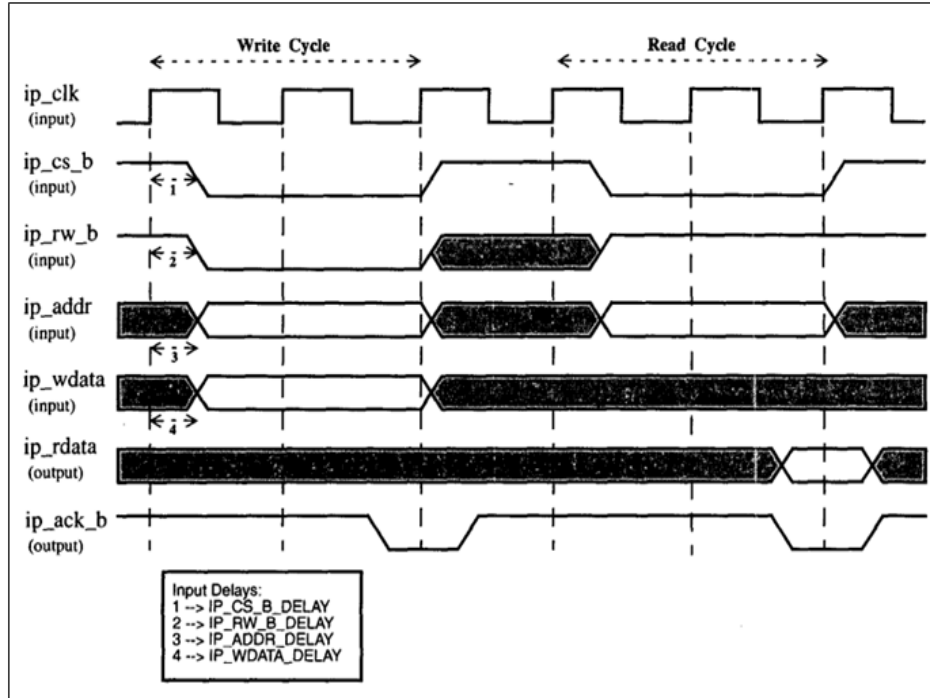 Write Cycle
Read Cycle
ip_clk
(input)
ip_cs_b
(input)
1
ip_rw_b
(input)
2
ip_addr
(input)
3
ip_wdata
(input)
4
ip_rdata
(output)
ip_ack_b
(output)
Input Delays:
1 --> IP_CS_B_DELAY
2 --> IP_RW_B_DELAY
3 --> IP_ADDR_DELAY
4 --> IP_WDATA_DELAY